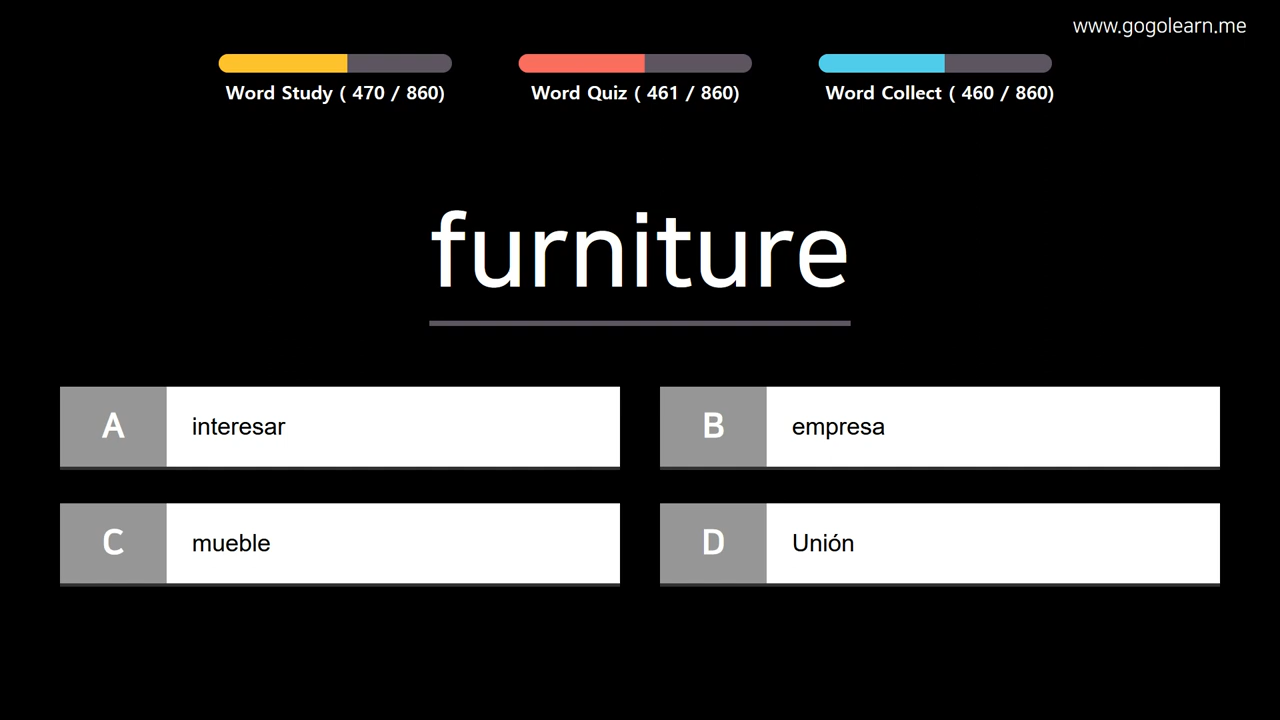 www.gogolearn.me
Word Study ( 470 / 860)
Word Quiz ( 461 / 860)
Word Collect ( 460 / 860)
furniture
A interesar
B empresa
C mueble
D Unión